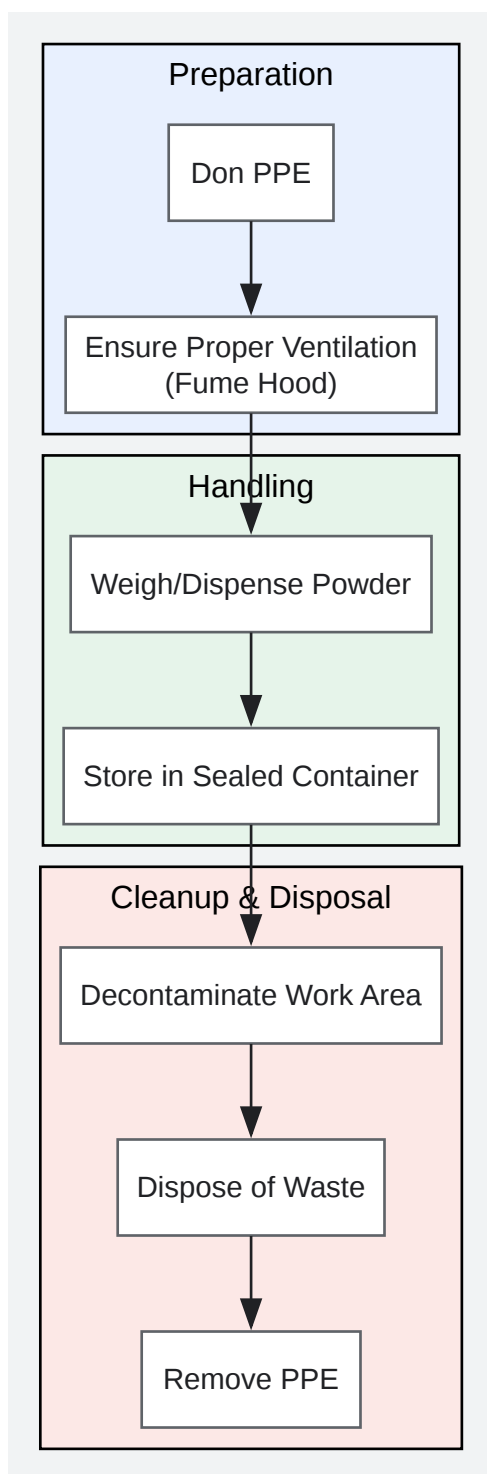 Preparation
Don PPE
Ensure Proper Ventilation
(Fume Hood)
Handling
Weigh/Dispense Powder
Store in Sealed Container
Cleanup & Disposal
Decontaminate Work Area
Dispose of Waste
Remove PPE